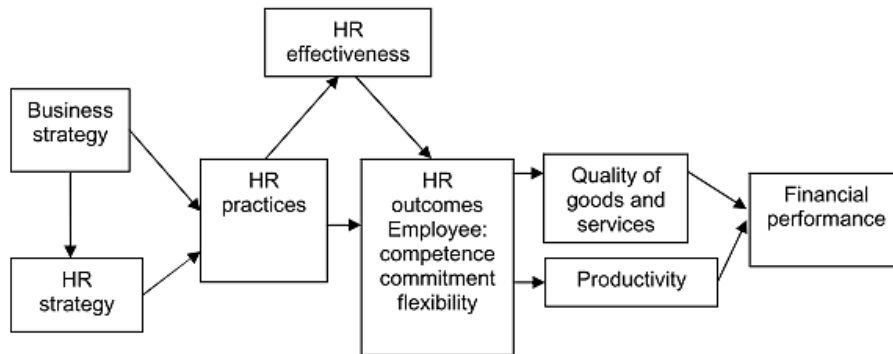 HR
effectiveness
Business
strategy
HR
practices
HR
outcomes
Employee:
competence
commitment
flexibility
Quality of
goods and
services
Financial
performance
HR
strategy
Productivity